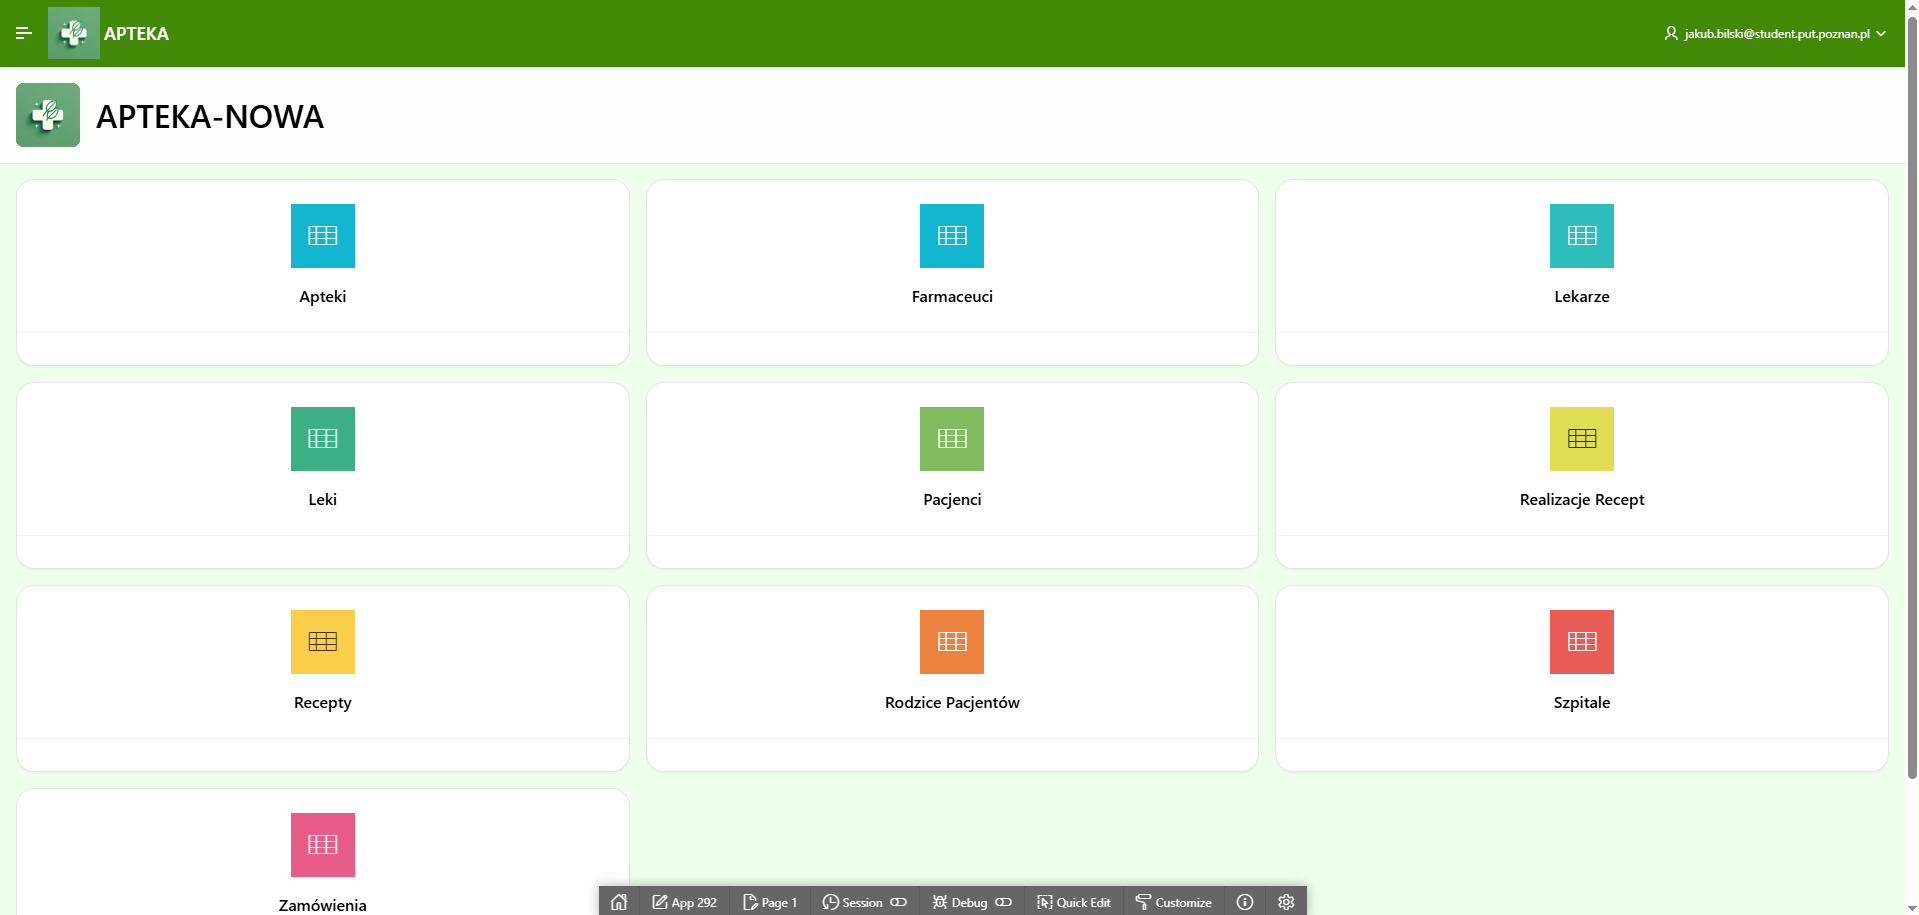 APTEKA
jakub.bilski@student.put.poznan.pl
APTEKA-NOWA
Apteki
Farmaceuci
Lekarze
Leki
Pacjenci
Realizacje Recept
Recepty
Rodzice Pacjentów
Szpitale
Zamówienia
App 292
Page 1
Session
Debug
Quick Edit
Customize